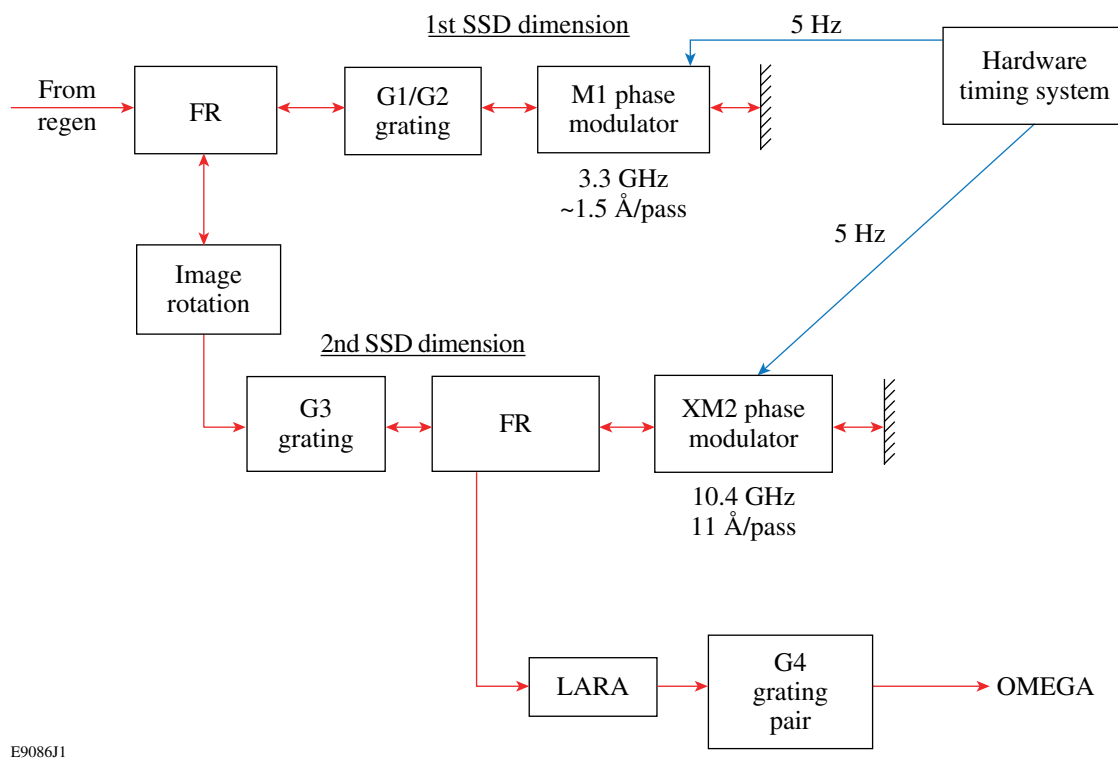 1st SSD dimension
5 Hz
Hardware
timing system
From
regen
FR
G1/G2
grating
M1 phase
modulator
3.3 GHz
~1.5 Å/pass
5 Hz
Image
rotation
2nd SSD dimension
G3
grating
FR
XM2 phase
modulator
10.4 GHz
11 Å/pass
LARA
G4
grating
pair
OMEGA
E9086J1